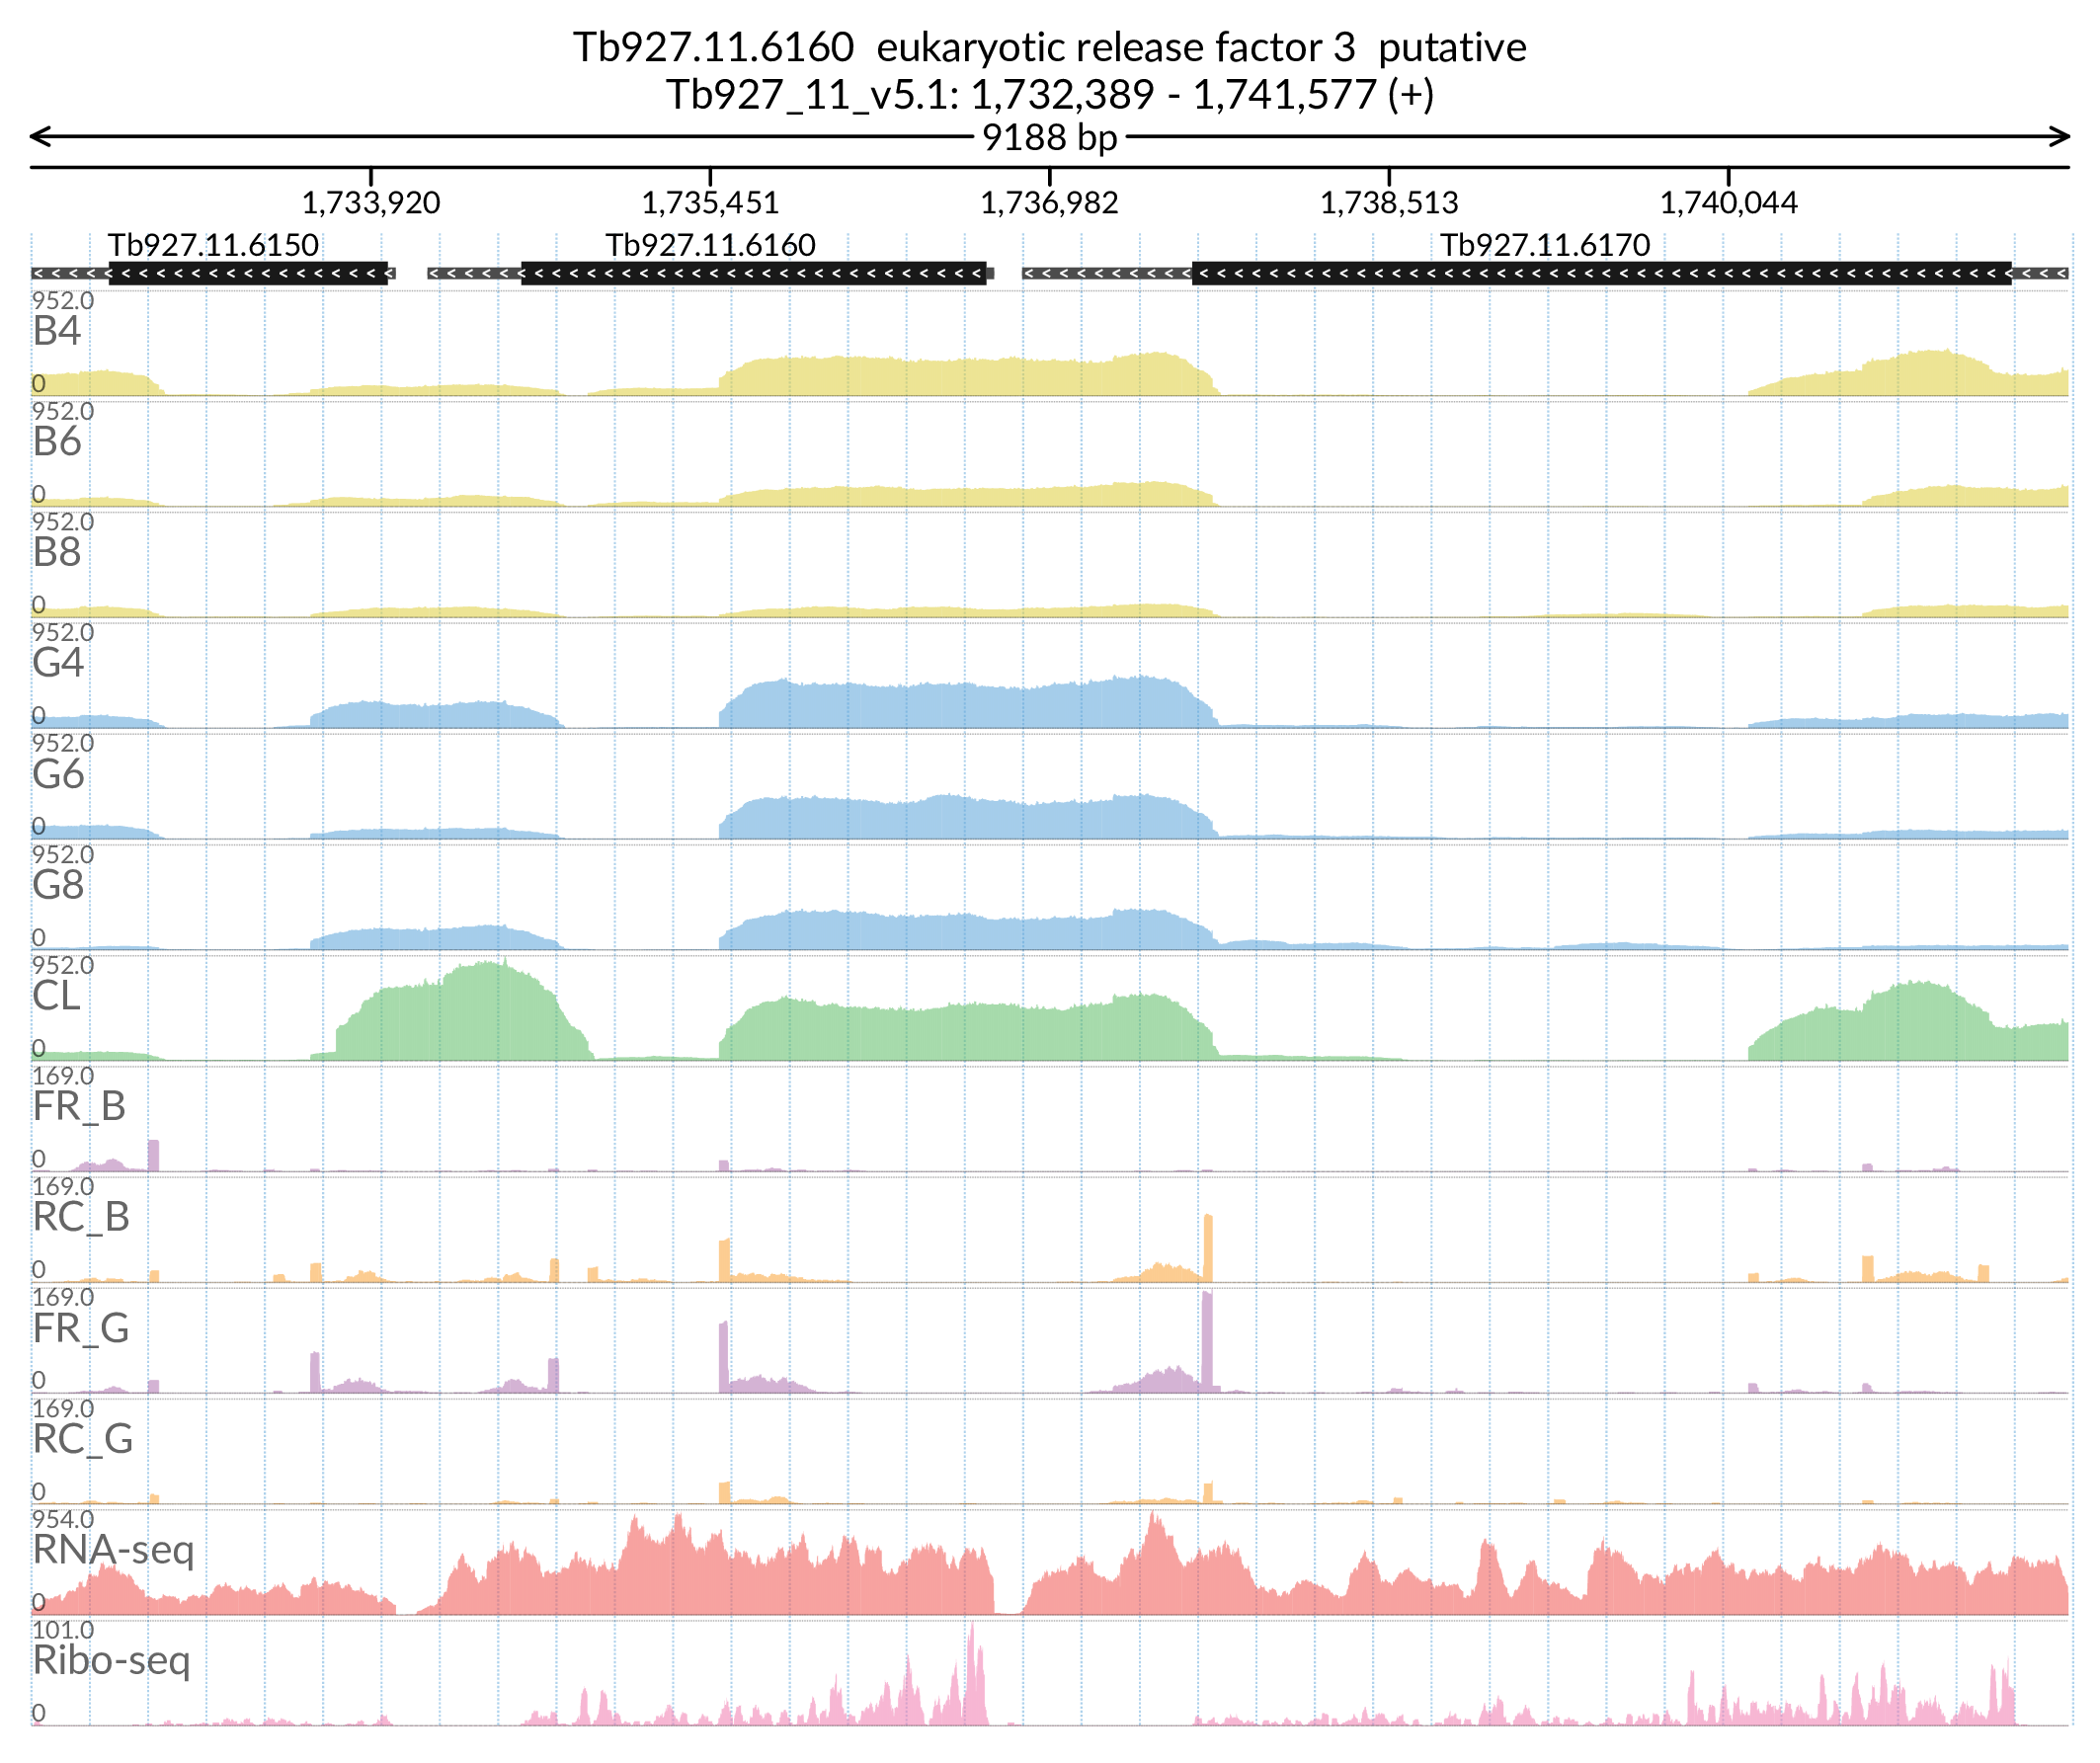 Tb927.11.6160 eukaryotic release factor 3 putative
Tb927_11_v5.1: 1,732,389 - 1,741,577 (+)
9188 bp
1,733,920 1,735,451 1,736,982 1,738,513 1,740,044
Tb927.11.6150 Tb927.11.6160 Tb927.11.6170
952.0
B4
0
952.0
B6
0
952.0
B8
0
952.0
G4
0
952.0
G6
0
952.0
G8
0
952.0
CL
0
169.0
FR_B
0
169.0
RC_B
0
169.0
FR_G
0
169.0
RC_G
0
954.0
RNA-seq
0
101.0
Ribo-seq
0